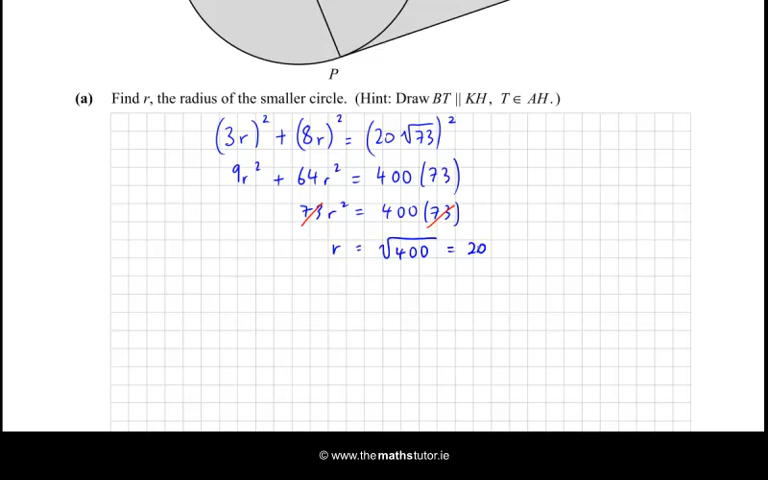 P
(a) Find r, the radius of the smaller circle. (Hint: Draw BT || KH, T ∈ AH.)
(3r)² + (8r)² = (20√73)²
9r² + 64r² = 400(73)
73r² = 400(73)
r = √400 = 20
© www.themathstutor.ie